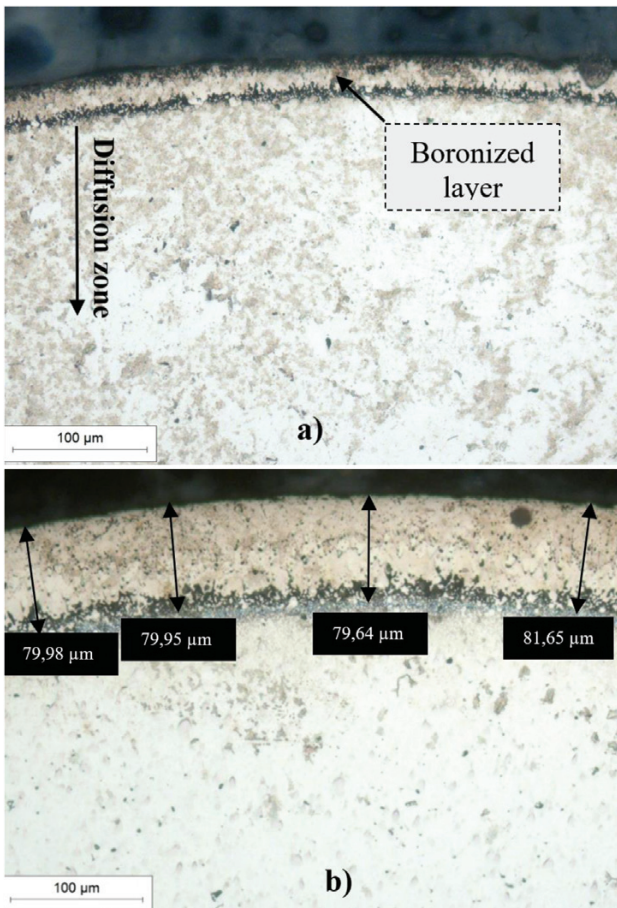 Boronized
layer
Diffusion zone
100 µm
a)
79,98 µm
79,95 µm
79,64 µm
81,65 µm
100 µm
b)